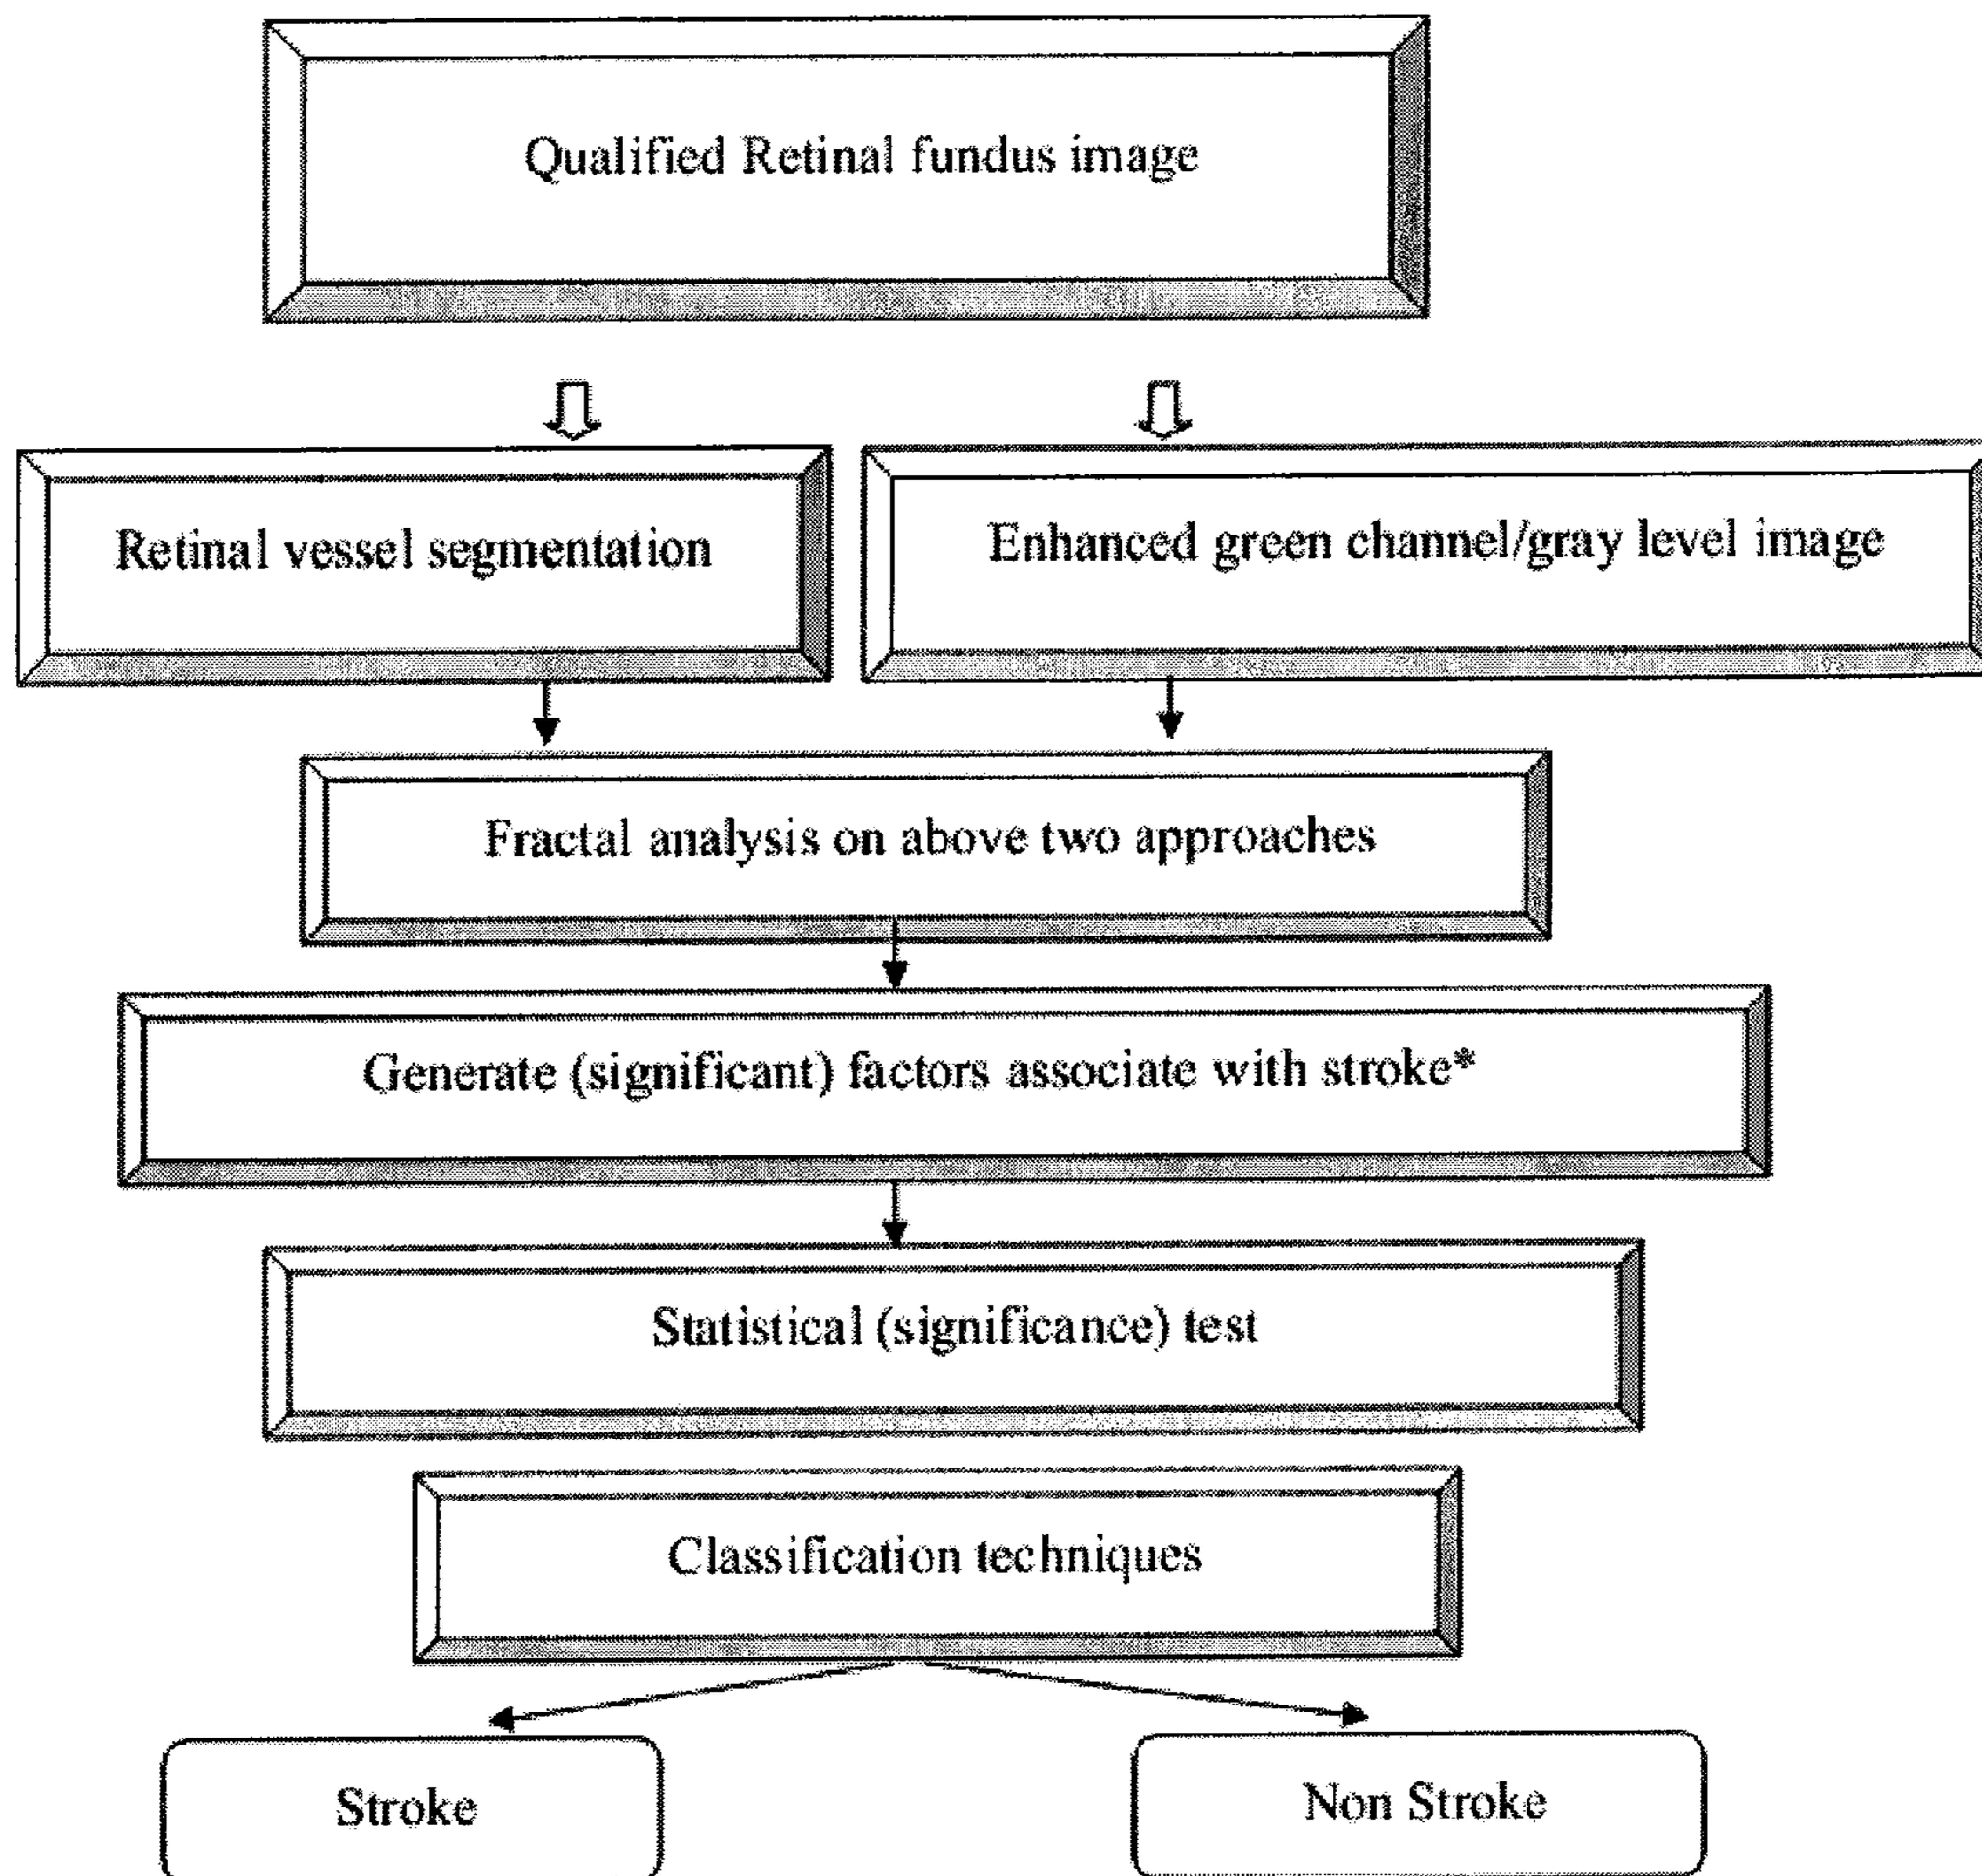 Qualified Retinal fundus image
Retinal vessel segmentation
Enhanced green channel/gray level image
Fractal analysis on above two approaches
Generate (significant) factors associate with stroke*
Statistical (significance) test
Classification techniques
Stroke
Non Stroke